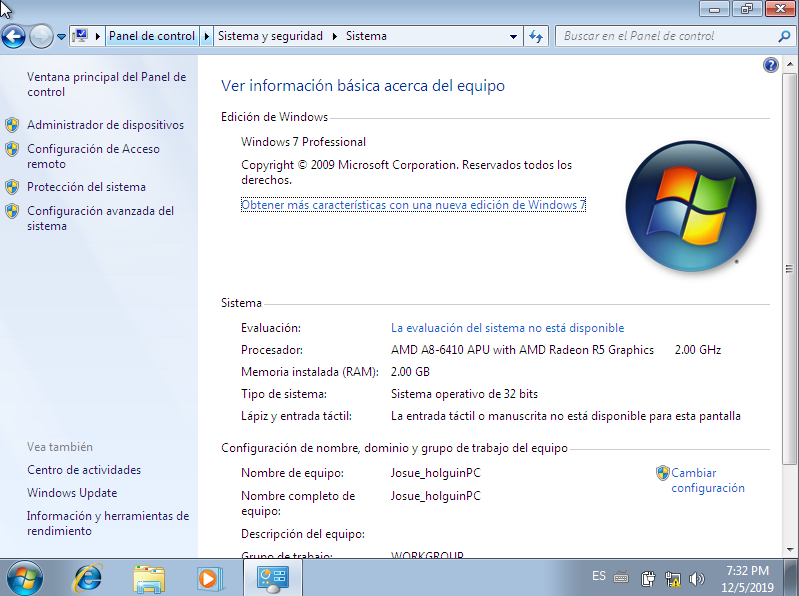 Panel de control
Sistema y seguridad
Sistema
Buscar en el Panel de control
Ventana principal del Panel de
control
Administrador de dispositivos
Configuración de Acceso
remoto
Protección del sistema
Configuración avanzada del
sistema
Vea también
Centro de actividades
Windows Update
Información y herramientas de
rendimiento
Ver información básica acerca del equipo
Edición de Windows
Windows 7 Professional
Copyright © 2009 Microsoft Corporation. Reservados todos los
derechos.
Obtener más características con una nueva edición de Windows 7
Sistema
Evaluación: La evaluación del sistema no está disponible
Procesador: AMD A8-6410 APU with AMD Radeon R5 Graphics 2.00 GHz
Memoria instalada (RAM): 2.00 GB
Tipo de sistema: Sistema operativo de 32 bits
Lápiz y entrada táctil: La entrada táctil o manuscrita no está disponible para esta pantalla
Configuración de nombre, dominio y grupo de trabajo del equipo
Nombre de equipo: Josue_holguinPC
Cambiar
configuración
Nombre completo de
equipo:
Josue_holguinPC
Descripción del equipo:
Grupo de trabajo: WORKGROUP
ES
7:32 PM
12/5/2019